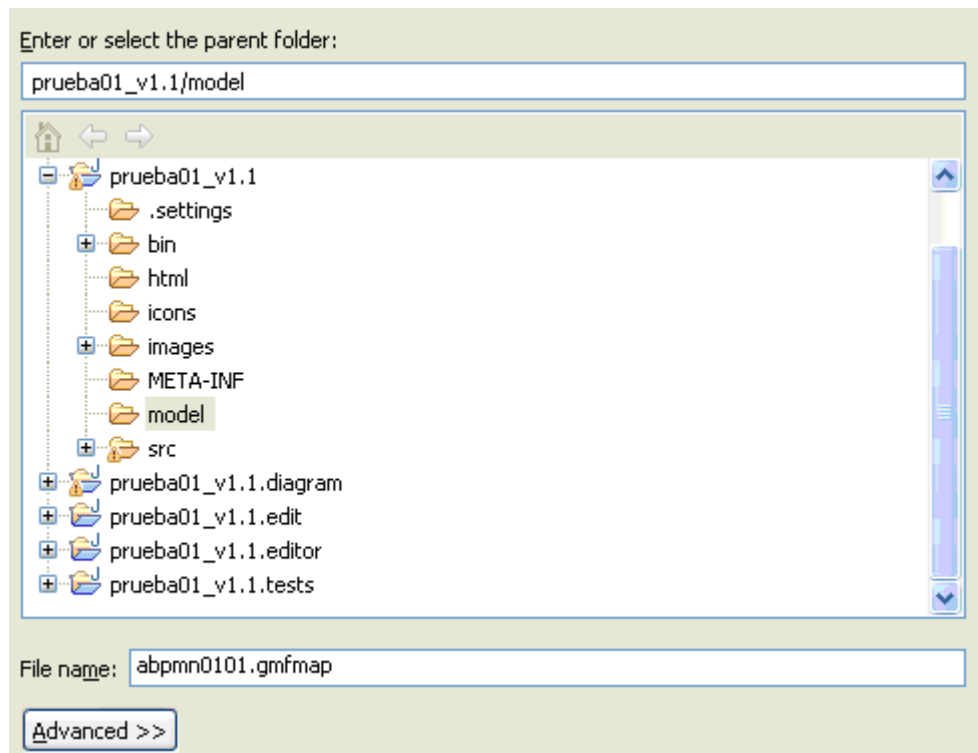 Enter or select the parent folder:
prueba01_v1.1/model
prueba01_v1.1
.settings
bin
html
icons
images
META-INF
model
src
prueba01_v1.1.diagram
prueba01_v1.1.edit
prueba01_v1.1.editor
prueba01_v1.1.tests
File name: abpmn0101.gmfmap
Advanced >>